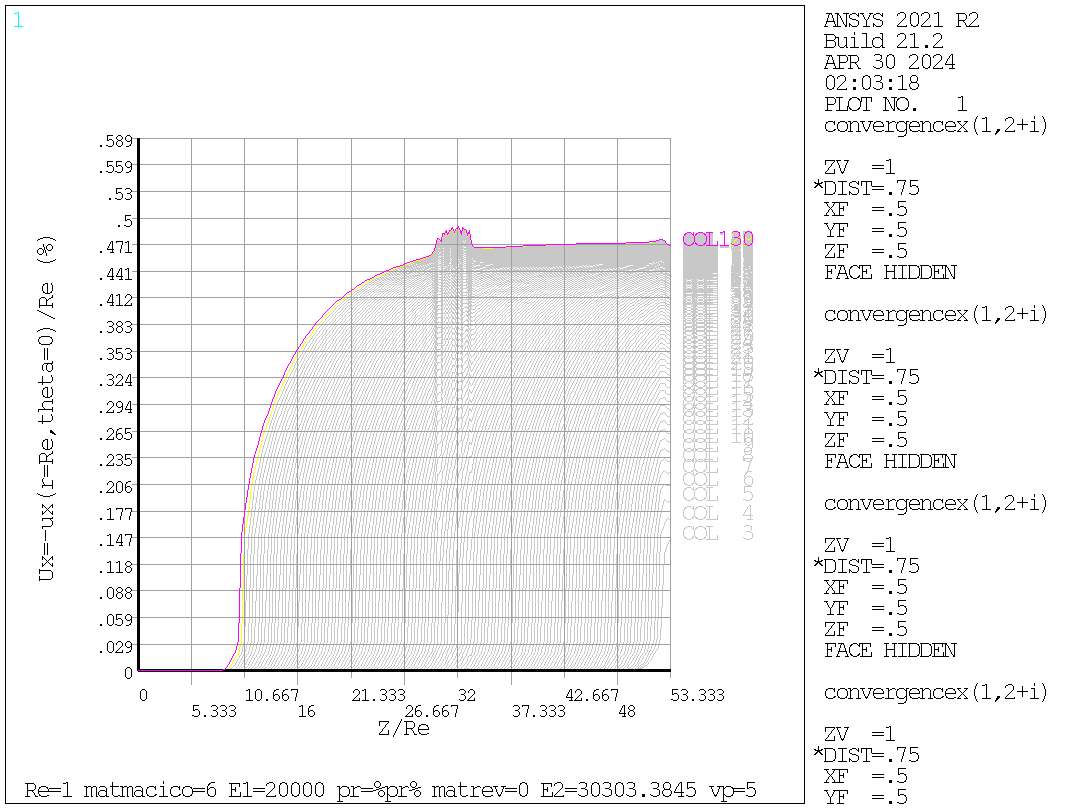 1
ANSYS 2021 R2
Build 21.2
APR 30 2024
02:03:18
PLOT NO.   1
convergencex(1,2+i)
ZV  =1
*DIST=.75
XF  =.5
YF  =.5
ZF  =.5
FACE HIDDEN
convergencex(1,2+i)
ZV  =1
*DIST=.75
XF  =.5
YF  =.5
ZF  =.5
FACE HIDDEN
convergencex(1,2+i)
ZV  =1
*DIST=.75
XF  =.5
YF  =.5
ZF  =.5
FACE HIDDEN
convergencex(1,2+i)
ZV  =1
*DIST=.75
XF  =.5
YF  =.5
Ux=-ux(r=Re,theta=0)/Re (%)
.589
.559
.53
.5
.471
.441
.412
.383
.353
.324
.294
.265
.235
.206
.177
.147
.118
.088
.059
.029
0
COL 130
COL 7
COL 6
COL 5
COL 4
COL 3
0
5.333
10.667
16
21.333
26.667
32
37.333
42.667
48
53.333
Z/Re
Re=1 matmacico=6 E1=20000 pr=%pr% matrev=0 E2=30303.3845 vp=5